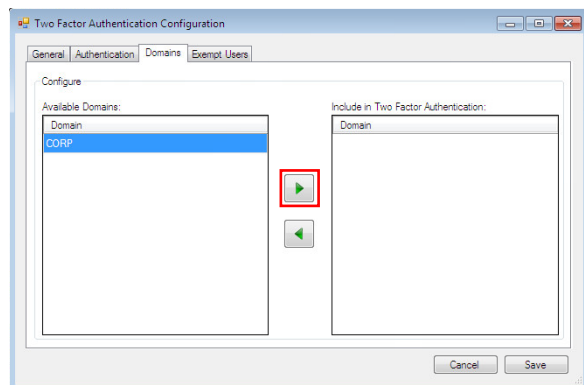 Two Factor Authentication Configuration
General Authentication Domains Exempt Users
Configure
Available Domains: Include in Two Factor Authentication:
Domain Domain
CORP
Cancel Save